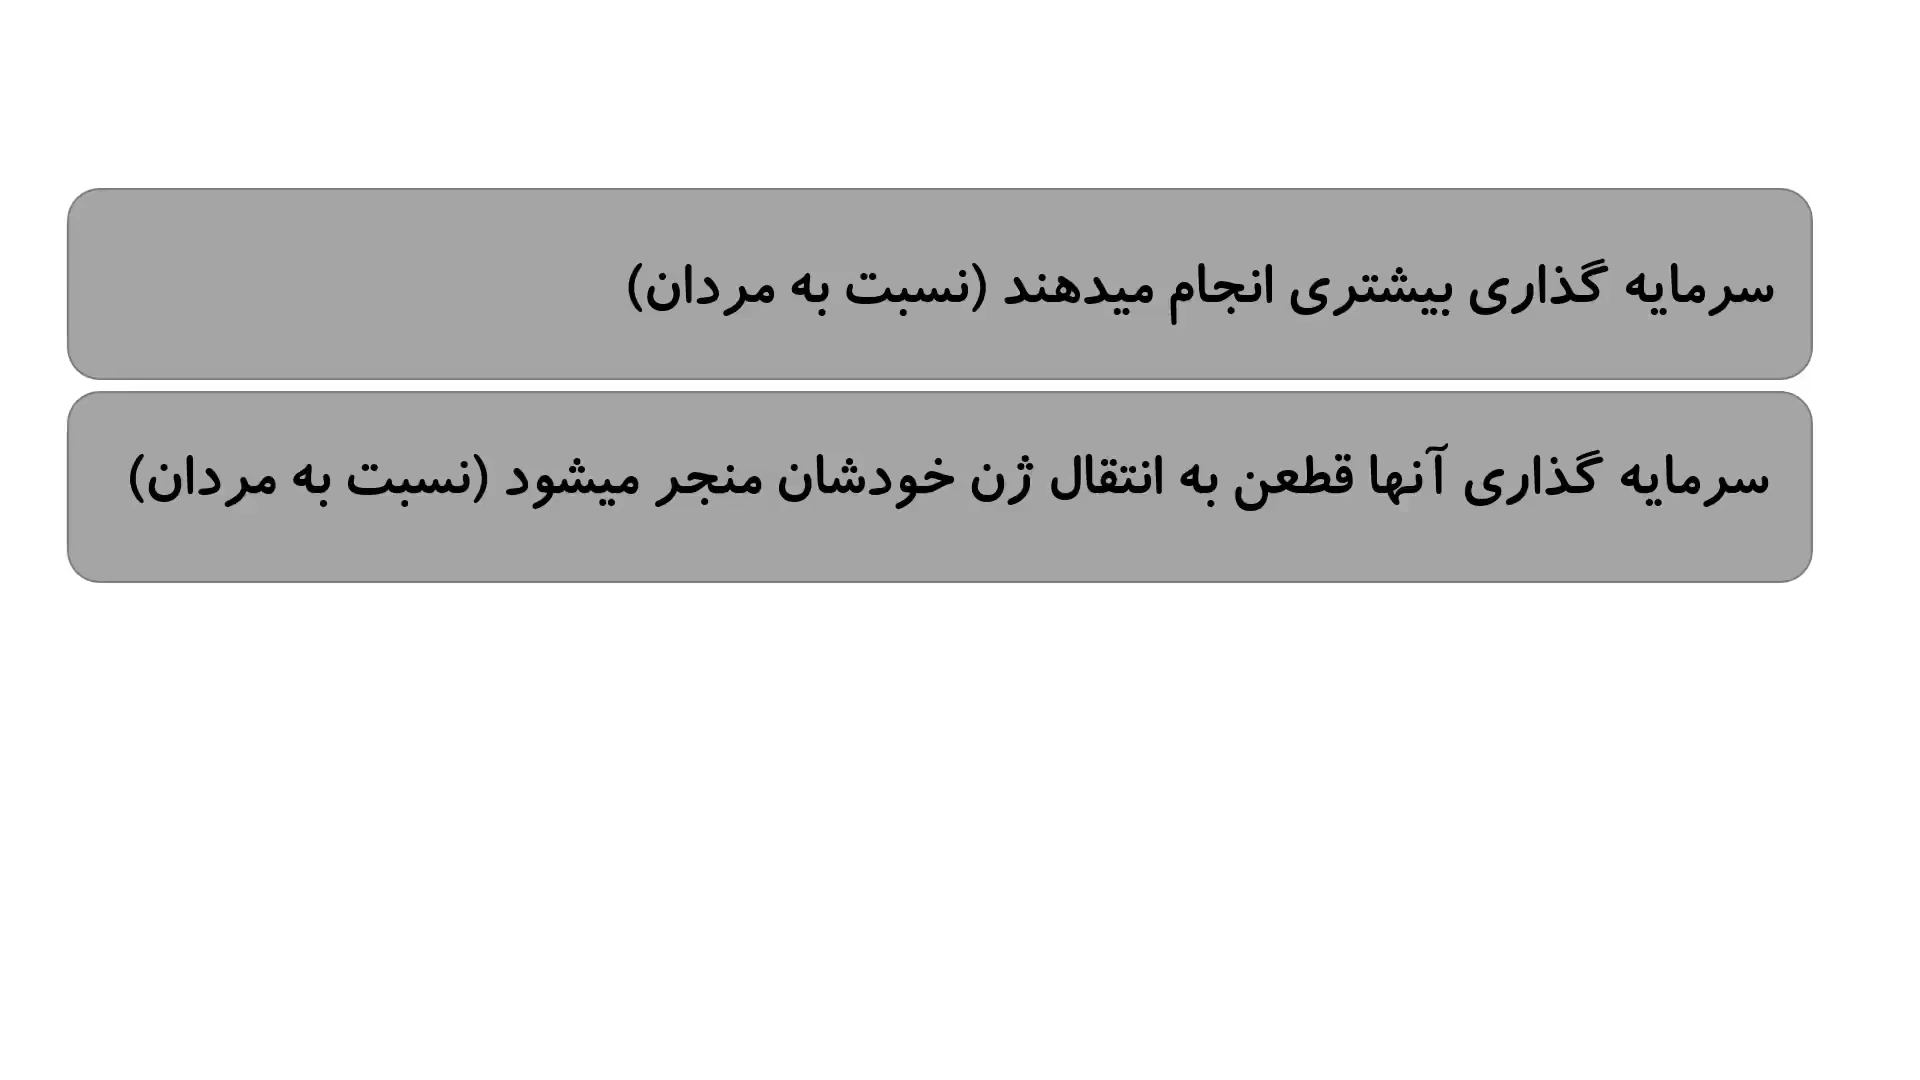 سرمایه گذاری بیشتری انجام میدهند (نسبت به مردان)
سرمایه گذاری آنها قطعن به انتقال ژن خودشان منجر میشود (نسبت به مردان)